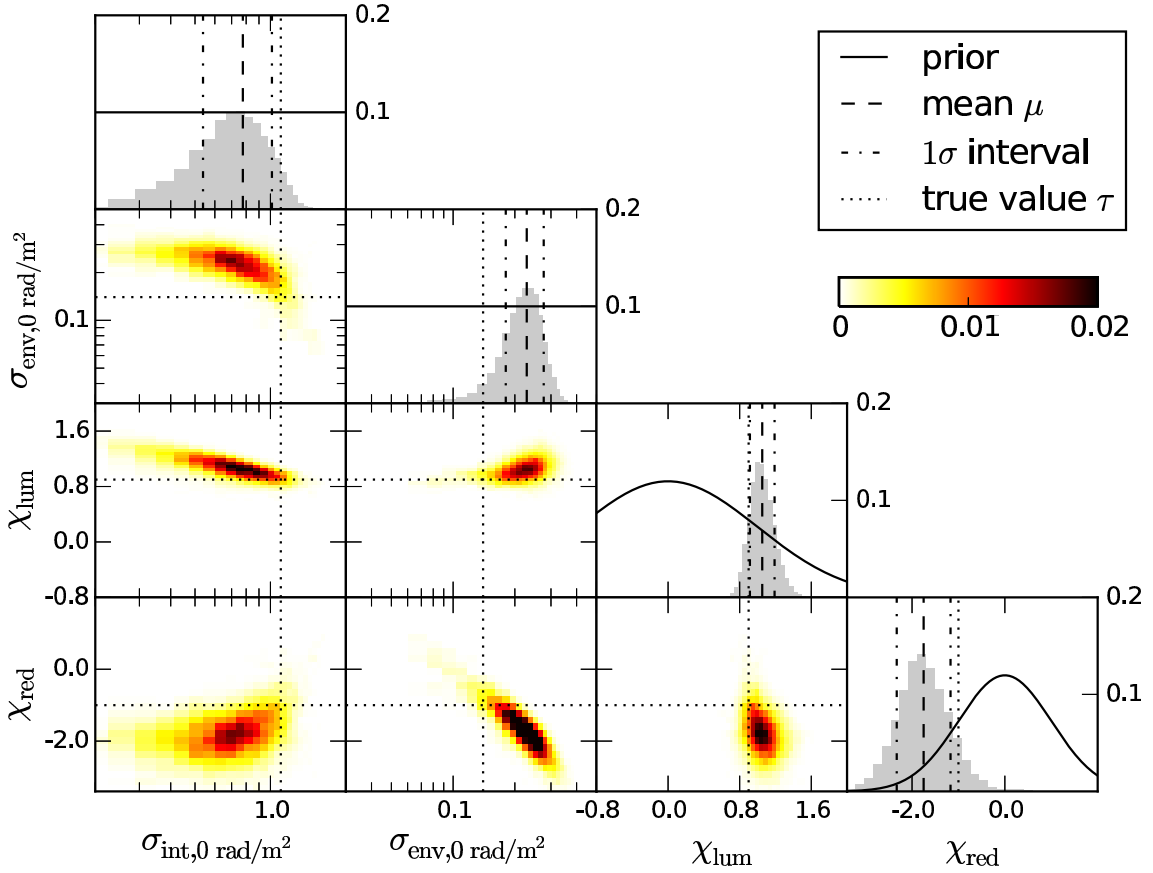 0.2
prior
mean μ
1σ interval
true value τ
0.1
0.2
σenv,0 rad/m²
0.1
0.1
0 0.01 0.02
0.2
χlum
1.6
0.8
0.0
-0.8
0.1
0.2
χred
0.0
-2.0
0.1
1.0 0.1 -0.8 0.0 0.8 1.6 -2.0 0.0
σint,0 rad/m² σenv,0 rad/m² χlum χred